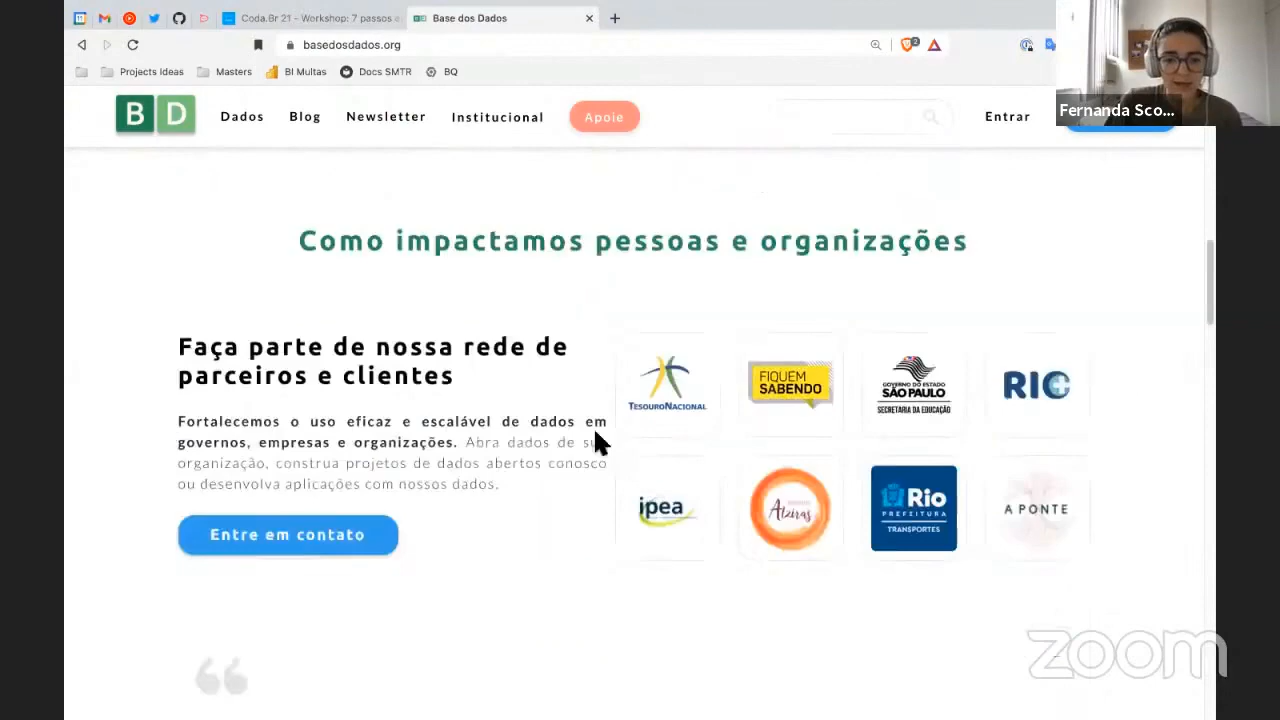 Coda.Br 21 - Workshop: 7 passos e
Base dos Dados
basedosdados.org
2
Projects Ideas
Masters
BI Multas
Docs SMTR
BQ
Fernanda Sco...
BD
Dados
Blog
Newsletter
Institucional
Apoie
Entrar
Como impactamos pessoas e organizações
Faça parte de nossa rede de
parceiros e clientes
Fortalecemos o uso eficaz e escalável de dados em
governos, empresas e organizações. Abra dados de su
organização, construa projetos de dados abertos conosco
ou desenvolva aplicações com nossos dados.
Entre em contato
TESOURONACIONAL
FIQUEM
SABENDO
GOVERNO DO ESTADO
SÃO PAULO
SECRETARIA DA EDUCAÇÃO
RIO
ipea
Alziras
Rio
PREFEITURA
TRANSPORTES
A PONTE
zoom